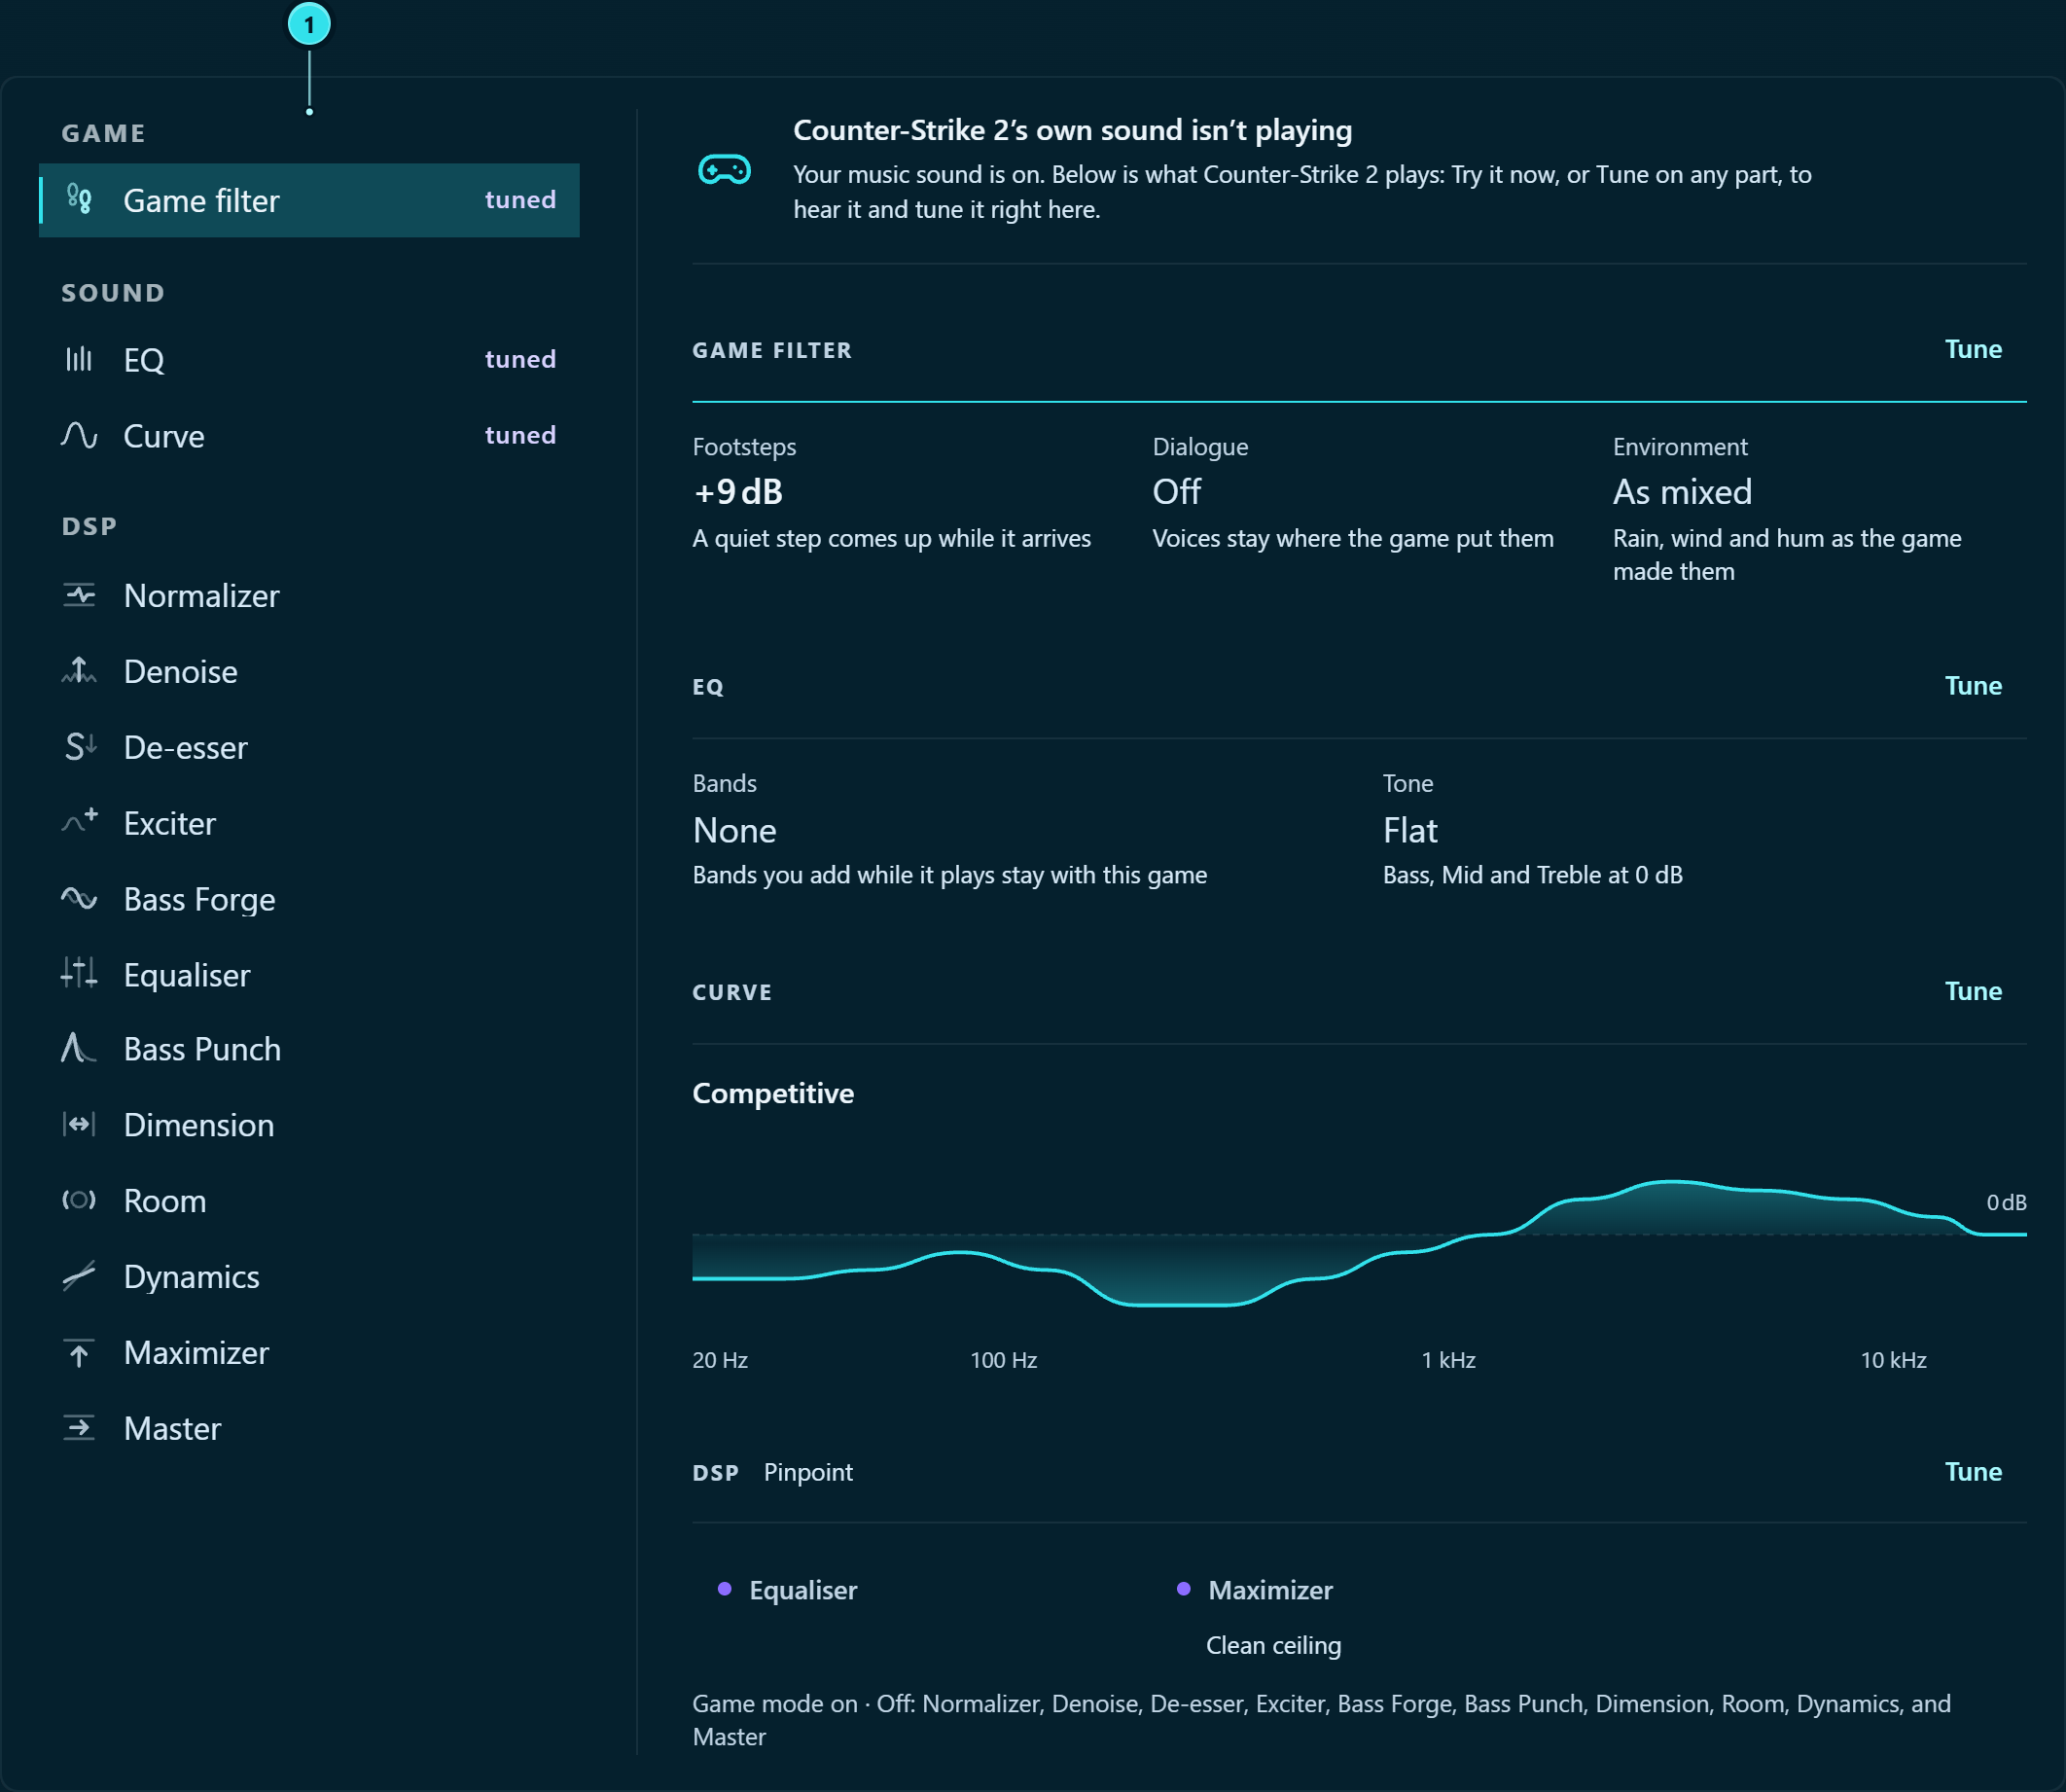 1
GAME
Game filter
tuned
SOUND
EQ
tuned
Curve
tuned
DSP
Normalizer
Denoise
De-esser
Exciter
Bass Forge
Equaliser
Bass Punch
Dimension
Room
Dynamics
Maximizer
Master
Counter-Strike 2’s own sound isn’t playing
Your music sound is on. Below is what Counter-Strike 2 plays: Try it now, or Tune on any part, to
hear it and tune it right here.
GAME FILTER
Tune
Footsteps
+9 dB
A quiet step comes up while it arrives
Dialogue
Off
Voices stay where the game put them
Environment
As mixed
Rain, wind and hum as the game
made them
EQ
Tune
Bands
None
Bands you add while it plays stay with this game
Tone
Flat
Bass, Mid and Treble at 0 dB
CURVE
Tune
Competitive
0 dB
20 Hz
100 Hz
1 kHz
10 kHz
DSP Pinpoint
Tune
Equaliser
Maximizer
Clean ceiling
Game mode on · Off: Normalizer, Denoise, De-esser, Exciter, Bass Forge, Bass Punch, Dimension, Room, Dynamics, and
Master